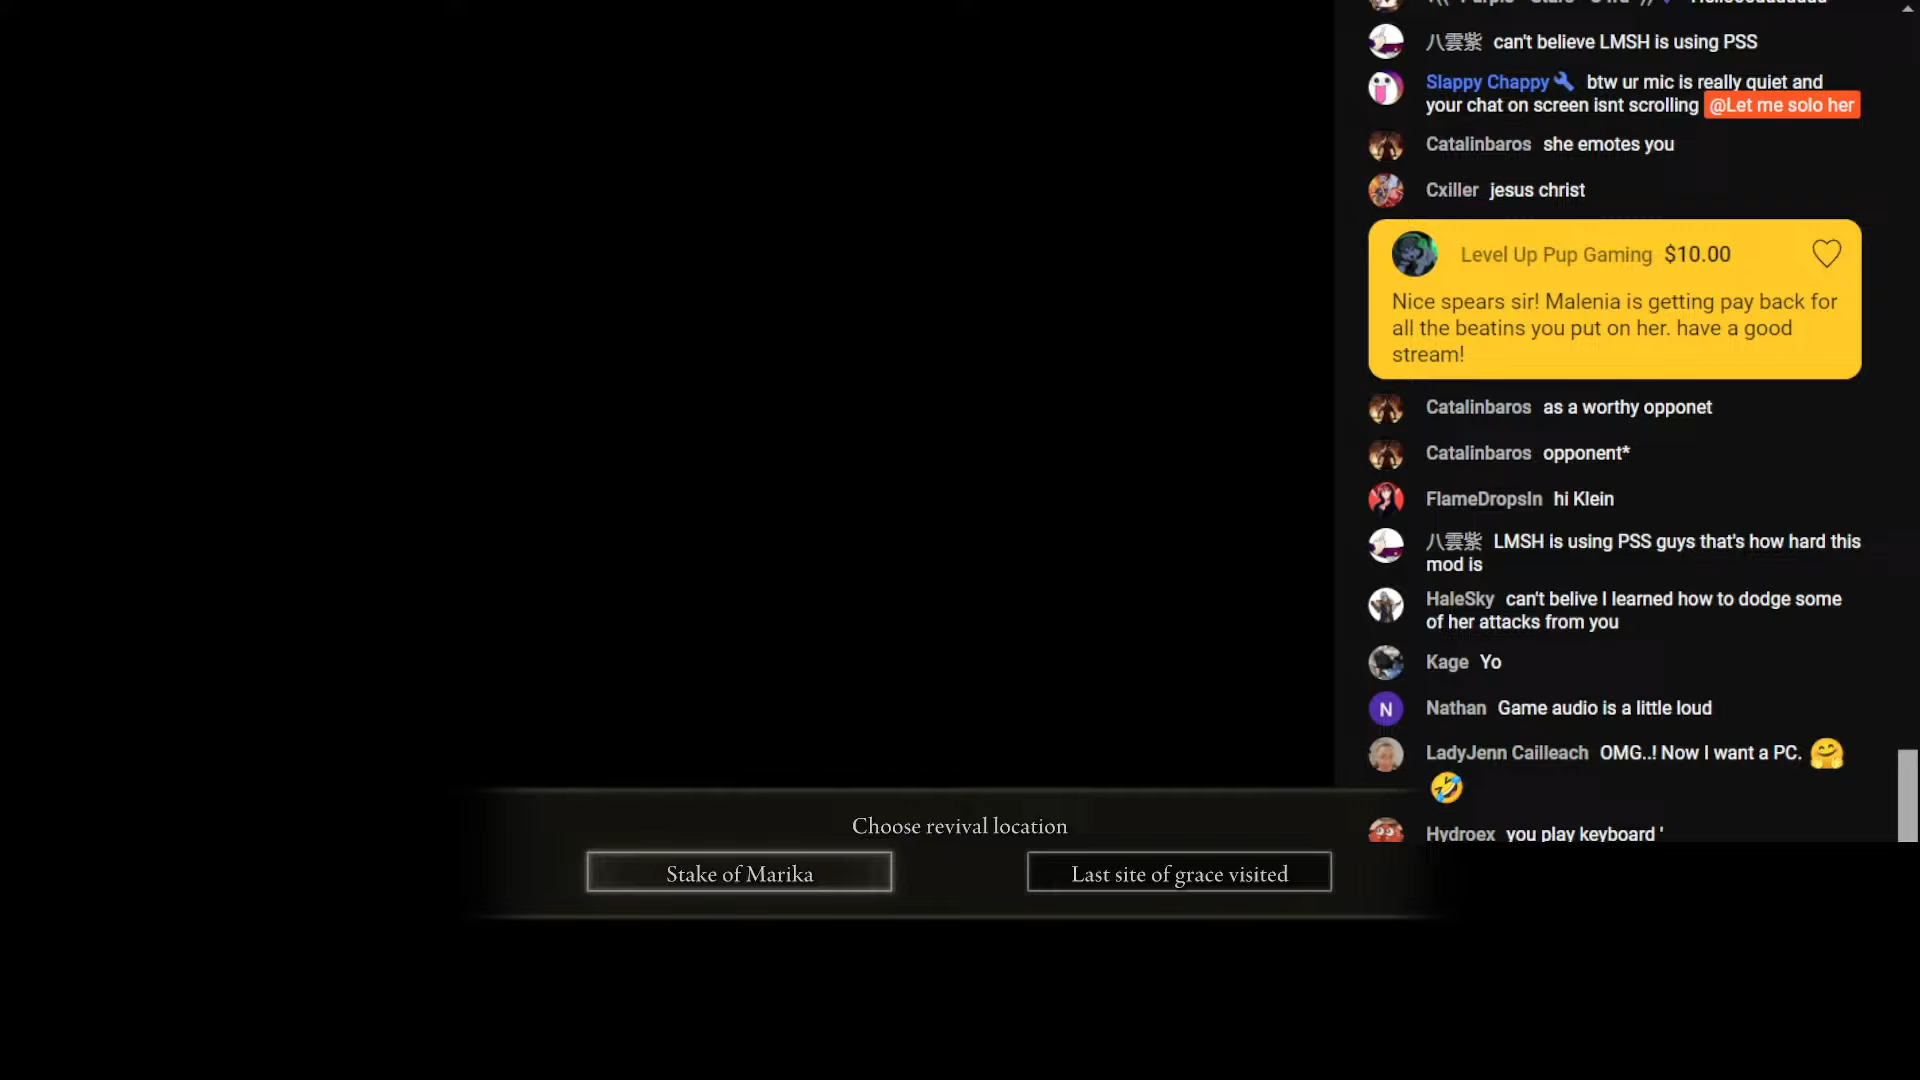 八雲紫 can't believe LMSH is using PSS
Slappy Chappy btw ur mic is really quiet and
your chat on screen isnt scrolling @Let me solo her
Catalinbaros she emotes you
Cxiller jesus christ
Level Up Pup Gaming $10.00
Nice spears sir! Malenia is getting pay back for
all the beatins you put on her. have a good
stream!
Catalinbaros as a worthy opponet
Catalinbaros opponent*
FlameDropsIn hi Klein
八雲紫 LMSH is using PSS guys that's how hard this
mod is
HaleSky can't belive I learned how to dodge some
of her attacks from you
Kage Yo
N Nathan Game audio is a little loud
LadyJenn Cailleach OMG..! Now I want a PC. 🤗
🤣
Hydroex you play keyboard '
Choose revival location
Stake of Marika
Last site of grace visited